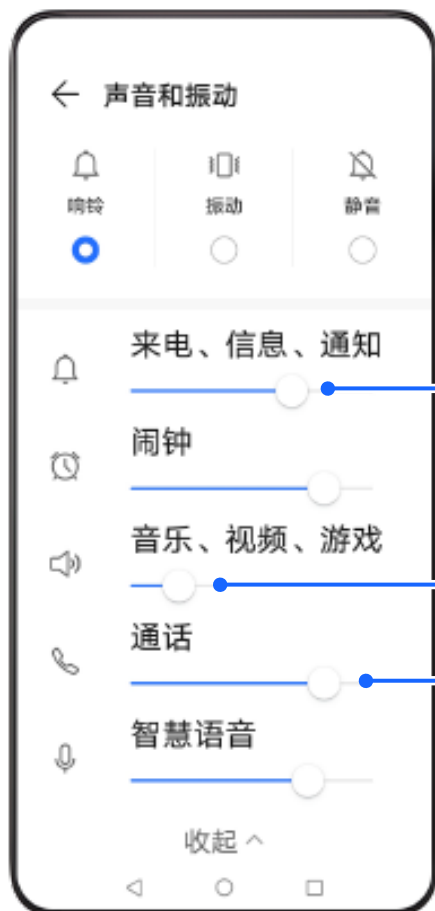 声音和振动
响铃 振动 静音
来电、信息、通知
闹钟
音乐、视频、游戏
通话
智慧语音
收起